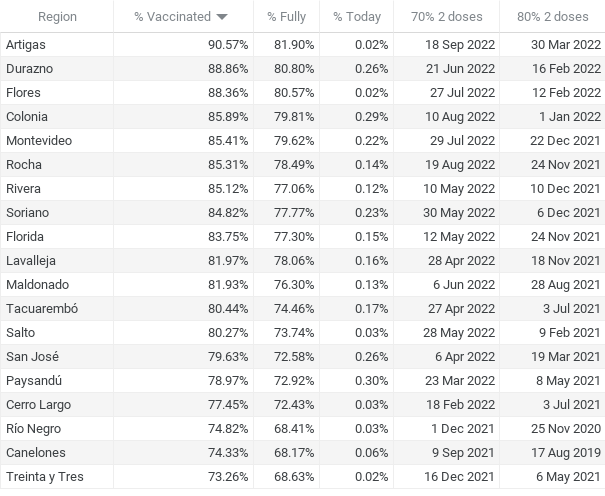 Region % Vaccinated % Fully % Today 70% 2 doses 80% 2 doses
Artigas 90.57% 81.90% 0.02% 18 Sep 2022 30 Mar 2022
Durazno 88.86% 80.80% 0.26% 21 Jun 2022 16 Feb 2022
Flores 88.36% 80.57% 0.02% 27 Jul 2022 12 Feb 2022
Colonia 85.89% 79.81% 0.29% 10 Aug 2022 1 Jan 2022
Montevideo 85.41% 79.62% 0.22% 29 Jul 2022 22 Dec 2021
Rocha 85.31% 78.49% 0.14% 19 Aug 2022 24 Nov 2021
Rivera 85.12% 77.06% 0.12% 10 May 2022 10 Dec 2021
Soriano 84.82% 77.77% 0.23% 30 May 2022 6 Dec 2021
Florida 83.75% 77.30% 0.15% 12 May 2022 24 Nov 2021
Lavalleja 81.97% 78.06% 0.16% 28 Apr 2022 18 Nov 2021
Maldonado 81.93% 76.30% 0.13% 6 Jun 2022 28 Aug 2021
Tacuarembó 80.44% 74.46% 0.17% 27 Apr 2022 3 Jul 2021
Salto 80.27% 73.74% 0.03% 28 May 2022 9 Feb 2021
San José 79.63% 72.58% 0.26% 6 Apr 2022 19 Mar 2021
Paysandú 78.97% 72.92% 0.30% 23 Mar 2022 8 May 2021
Cerro Largo 77.45% 72.43% 0.03% 18 Feb 2022 3 Jul 2021
Río Negro 74.82% 68.41% 0.03% 1 Dec 2021 25 Nov 2020
Canelones 74.33% 68.17% 0.06% 9 Sep 2021 17 Aug 2019
Treinta y Tres 73.26% 68.63% 0.02% 16 Dec 2021 6 May 2021